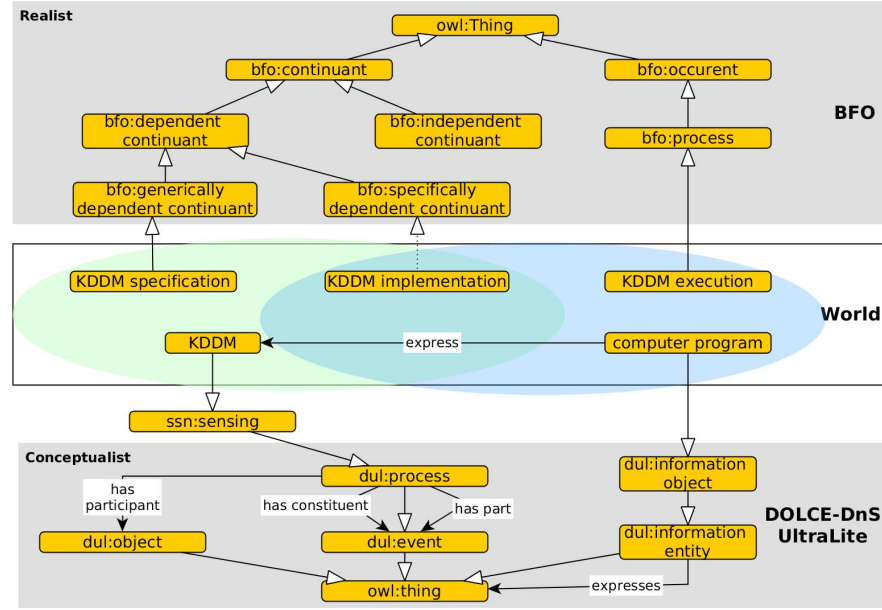 Realist
owl:Thing
bfo:continuant
bfo:occurent
BFO
bfo:dependent
continuant
bfo:independent
continuant
bfo:process
bfo:generically
dependent continuant
bfo:specifically
dependent continuant
KDDM specification
KDDM implementation
KDDM execution
World
KDDM
express
computer program
ssn:sensing
Conceptualist
dul:process
dul:information
object
has
participant
has constituent
has part
DOLCE-DnS
UltraLite
dul:object
dul:event
dul:information
entity
owl:thing
expresses